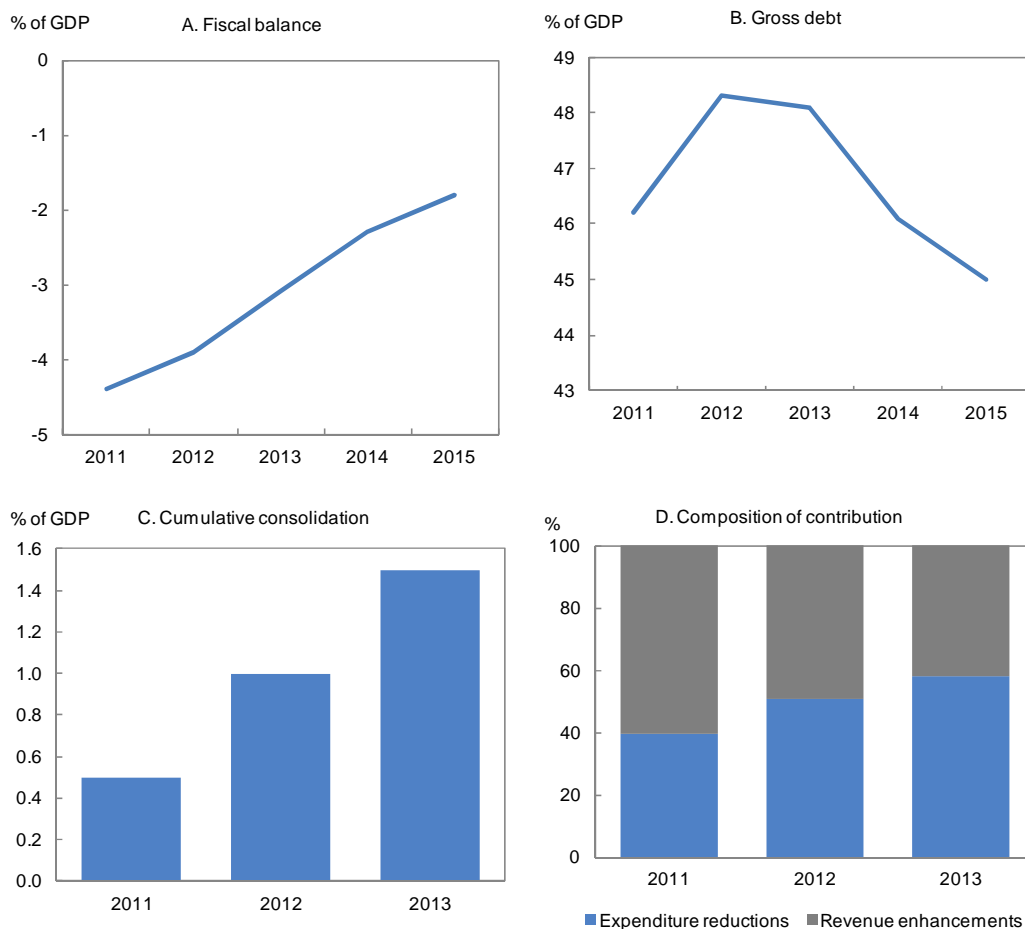 % of GDP
A. Fiscal balance
0
-1
-2
-3
-4
-5
2011 2012 2013 2014 2015
% of GDP
B. Gross debt
49
48
47
46
45
44
43
2011 2012 2013 2014 2015
% of GDP
C. Cumulative consolidation
1.6
1.4
1.2
1.0
0.8
0.6
0.4
0.2
0.0
2011 2012 2013
%
D. Composition of contribution
100
80
60
40
20
0
2011 2012 2013
Expenditure reductions Revenue enhancements